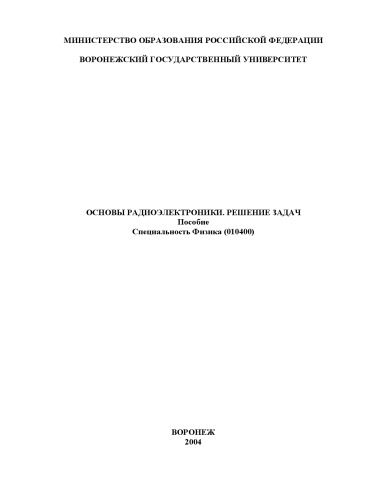 МИНИСТЕРСТВО ОБРАЗОВАНИЯ РОССИЙСКОЙ ФЕДЕРАЦИИ
ВОРОНЕЖСКИЙ ГОСУДАРСТВЕННЫЙ УНИВЕРСИТЕТ
ОСНОВЫ РАДИОЭЛЕКТРОНИКИ. РЕШЕНИЕ ЗАДАЧ
Пособие
Специальность Физика (010400)
ВОРОНЕЖ
2004